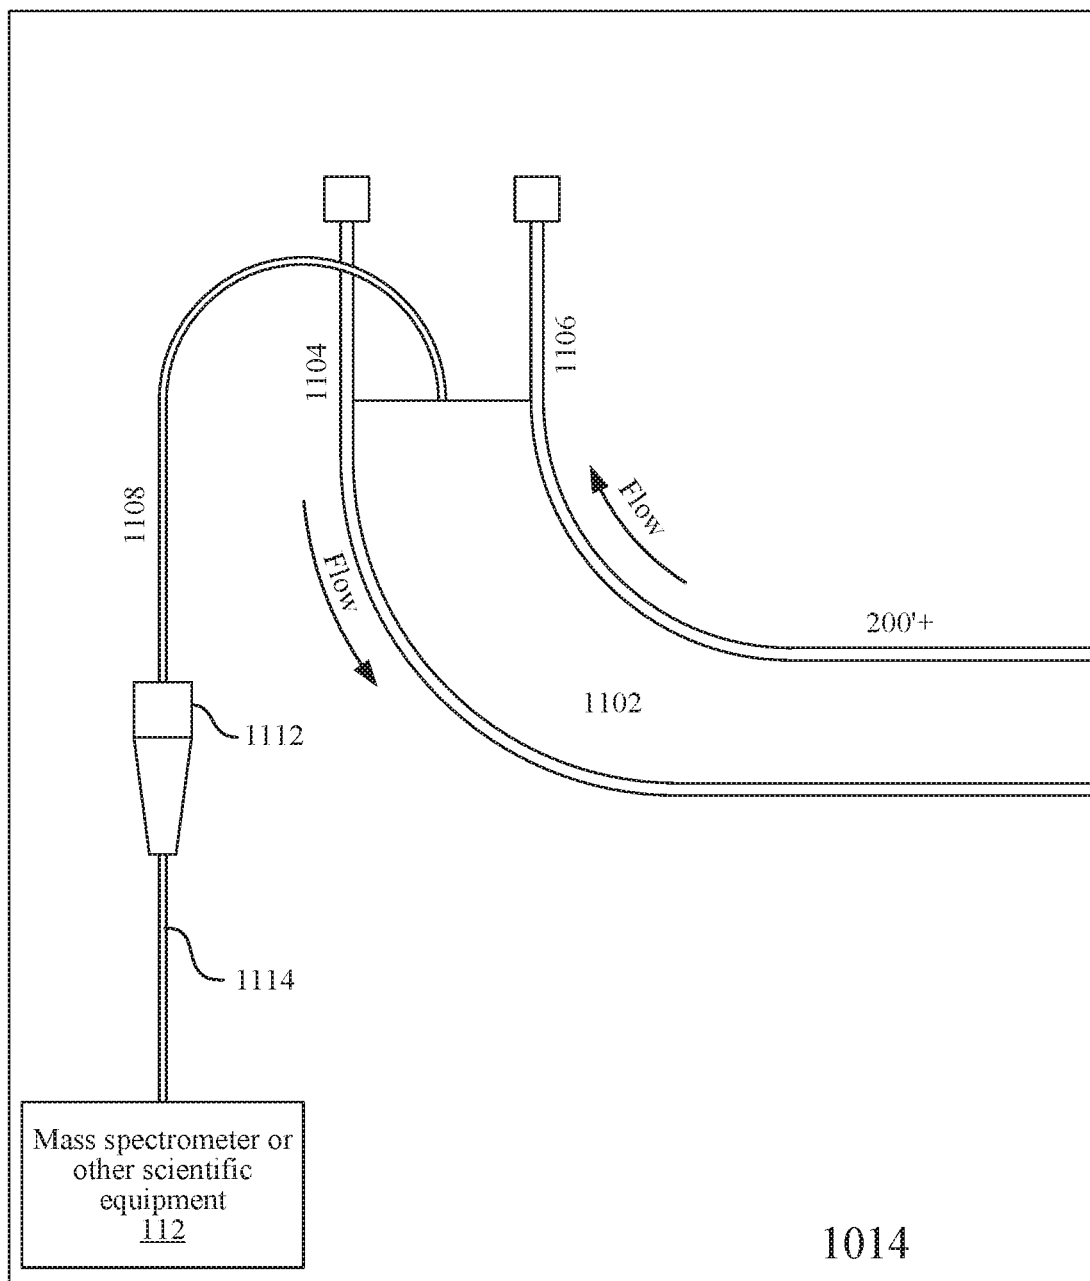 1104
1106
1108
Flow
Flow
200'+
1102
1112
1114
Mass spectrometer or
other scientific
equipment
112
1014